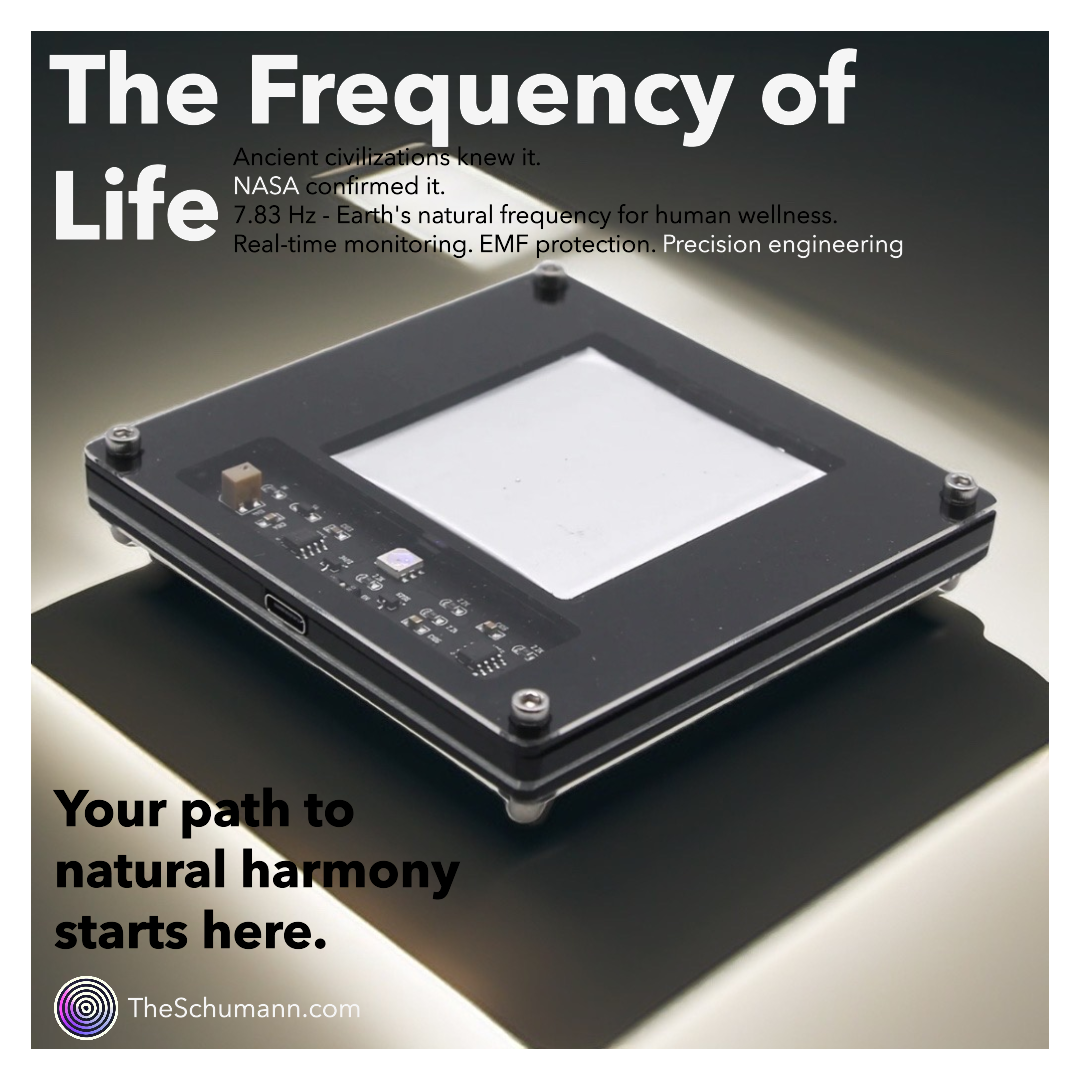 The Frequency of
Life
Ancient civilizations knew it.
NASA confirmed it.
7.83 Hz - Earth's natural frequency for human wellness.
Real-time monitoring. EMF protection. Precision engineering
Your path to
natural harmony
starts here.
TheSchumann.com